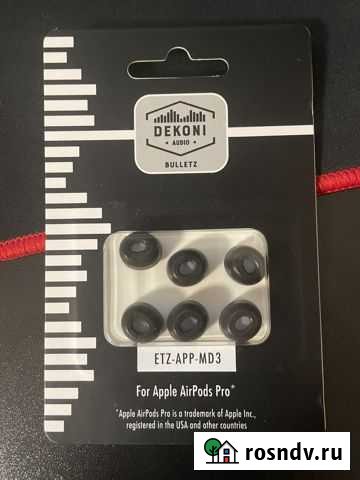 DEKONI
AUDIO
BULLETZ
ETZ-APP-MD3
For Apple AirPods Pro*
*Apple AirPods Pro is a trademark of Apple Inc.,
registered in the USA and other countries
rosndv.ru